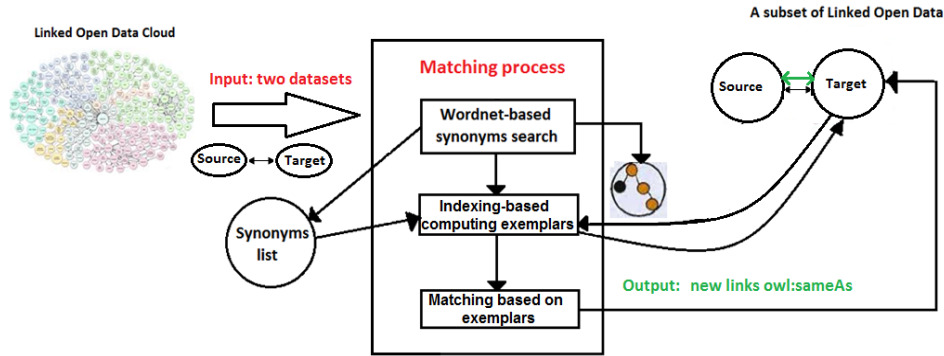 A subset of Linked Open Data
Linked Open Data Cloud
Input: two datasets
Matching process
Source
Target
Wordnet-based
synonyms search
Source
Target
Synonyms
list
Indexing-based
computing exemplars
Output: new links owl:sameAs
Matching based on
exemplars